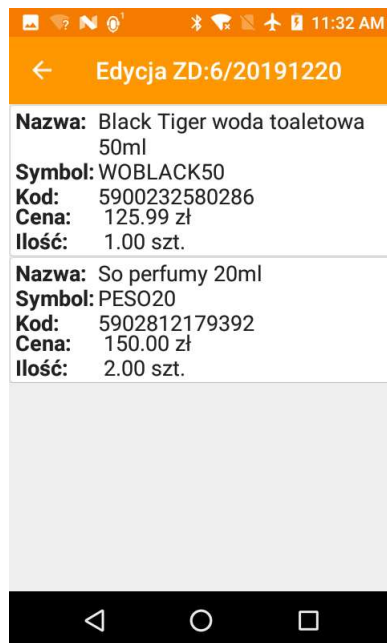 11:32 AM
Edycja ZD:6/20191220
Nazwa: Black Tiger woda toaletowa
50ml
Symbol: WOBLACK50
Kod: 5900232580286
Cena: 125.99 zł
Ilość: 1.00 szt.
Nazwa: So perfumy 20ml
Symbol: PESO20
Kod: 5902812179392
Cena: 150.00 zł
Ilość: 2.00 szt.